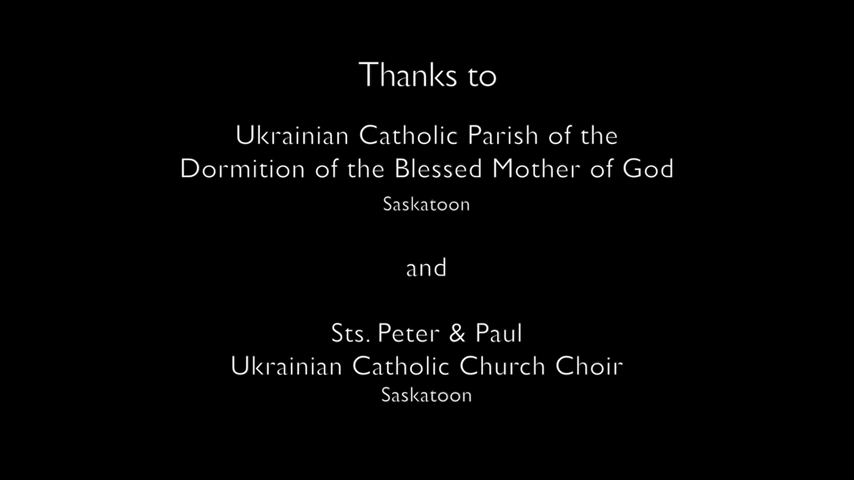 Thanks to
Ukrainian Catholic Parish of the
Dormition of the Blessed Mother of God
Saskatoon
and
Sts. Peter & Paul
Ukrainian Catholic Church Choir
Saskatoon